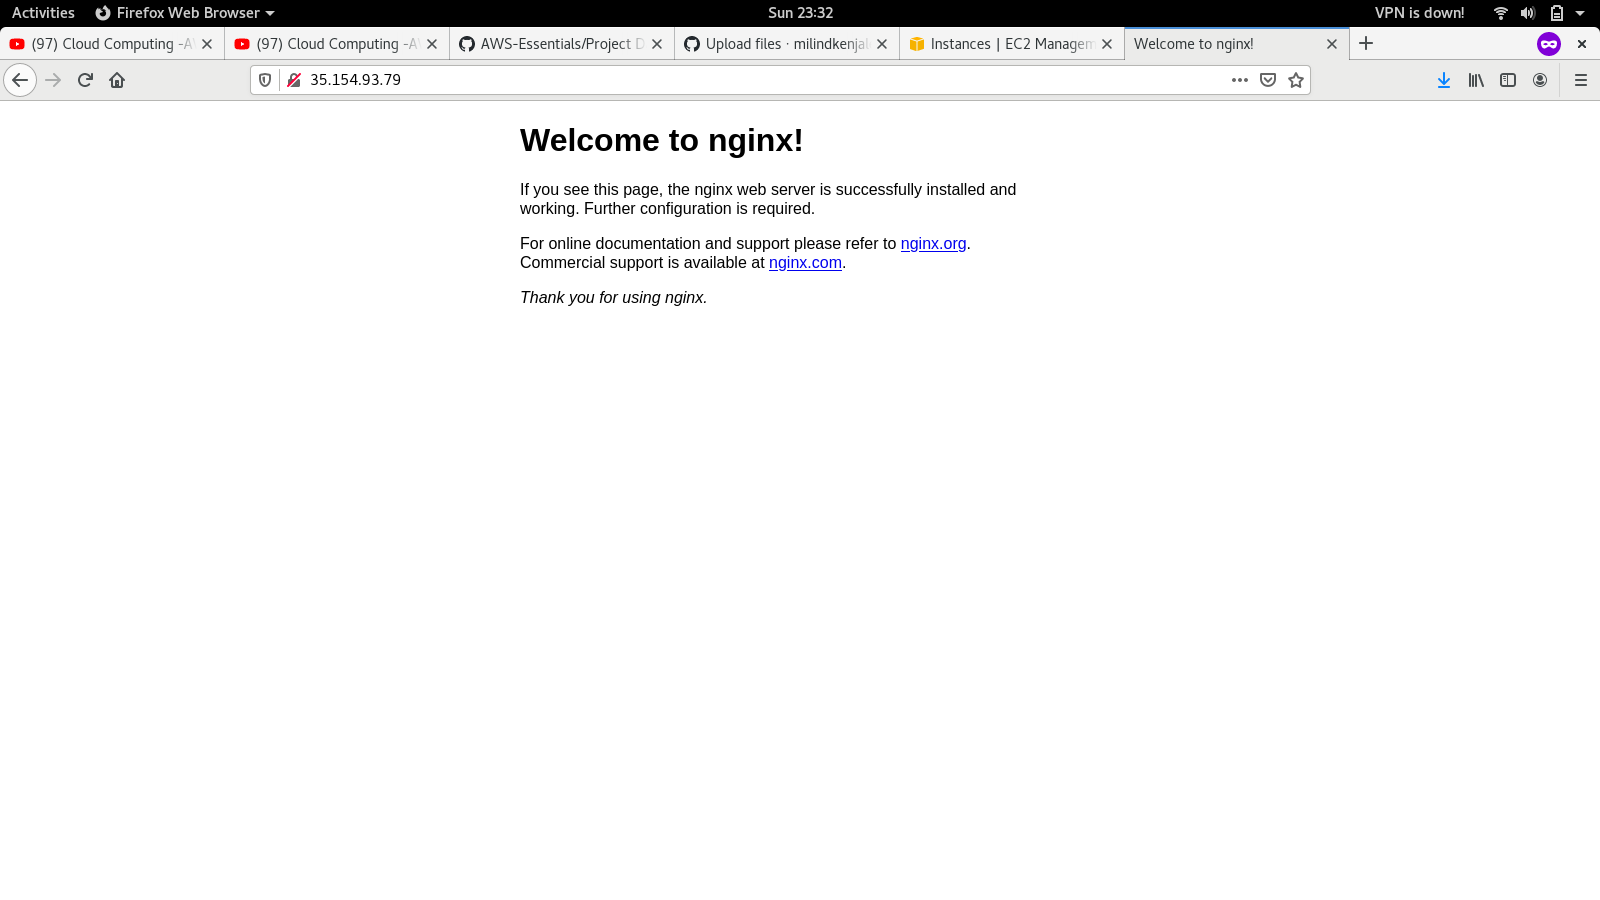 Activities Firefox Web Browser Sun 23:32 VPN is down!
(97) Cloud Computing -A (97) Cloud Computing -A AWS-Essentials/Project D Upload files · milindkenjal Instances | EC2 Managem Welcome to nginx!
35.154.93.79
Welcome to nginx!
If you see this page, the nginx web server is successfully installed and
working. Further configuration is required.
For online documentation and support please refer to nginx.org.
Commercial support is available at nginx.com.
Thank you for using nginx.